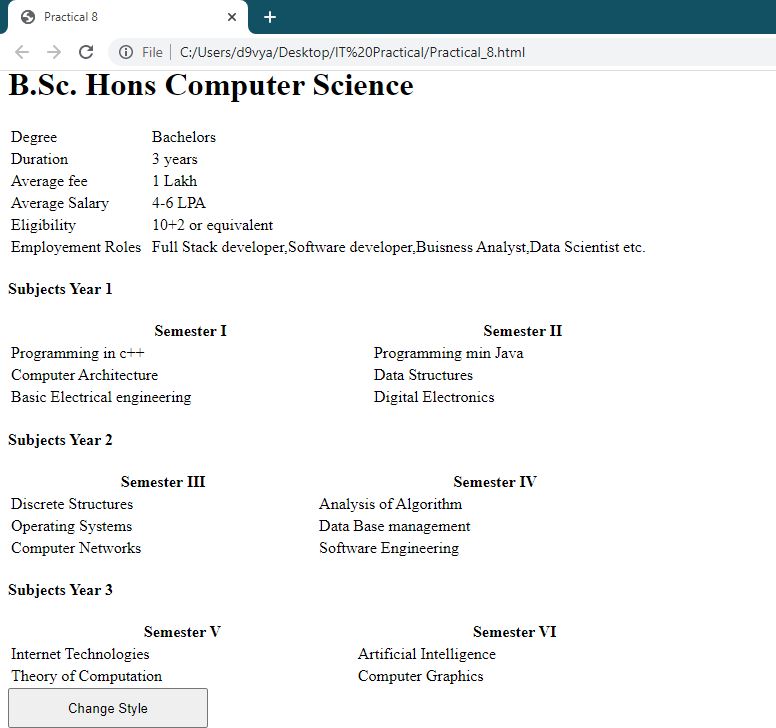 Practical 8
File | C:/Users/d9vya/Desktop/IT%20Practical/Practical_8.html
B.Sc. Hons Computer Science
Degree Bachelors
Duration 3 years
Average fee 1 Lakh
Average Salary 4-6 LPA
Eligibility 10+2 or equivalent
Employement Roles Full Stack developer,Software developer,Buisness Analyst,Data Scientist etc.
Subjects Year 1
Semester I Semester II
Programming in c++ Programming min Java
Computer Architecture Data Structures
Basic Electrical engineering Digital Electronics
Subjects Year 2
Semester III Semester IV
Discrete Structures Analysis of Algorithm
Operating Systems Data Base management
Computer Networks Software Engineering
Subjects Year 3
Semester V Semester VI
Internet Technologies Artificial Intelligence
Theory of Computation Computer Graphics
Change Style